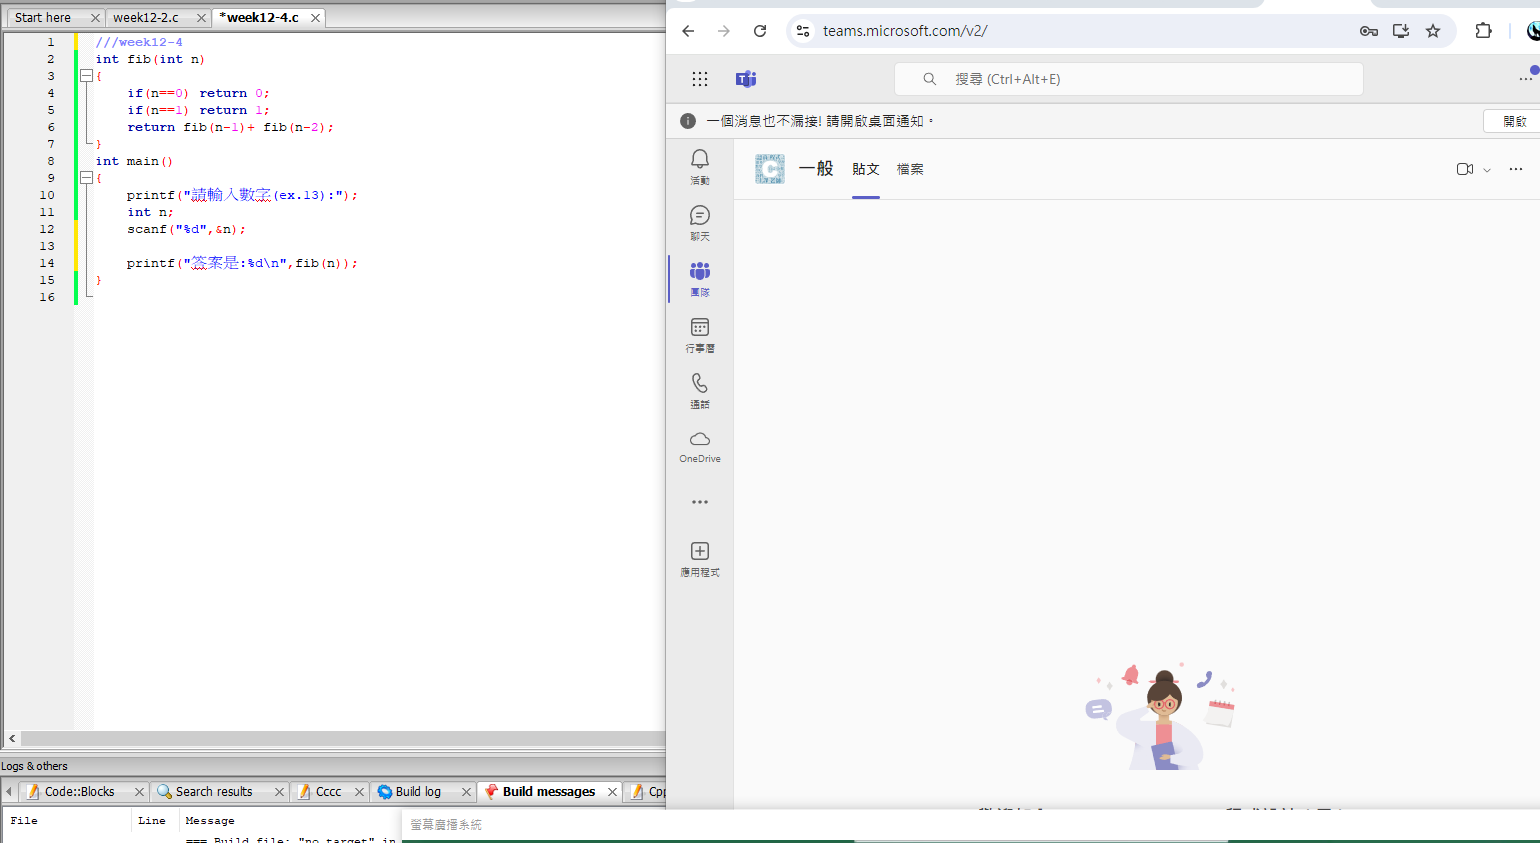 Start here
week12-2.c
*week12-4.c
1 ///week12-4
2 int fib(int n)
3 {
4 if(n==0) return 0;
5 if(n==1) return 1;
6 return fib(n-1)+ fib(n-2);
7 }
8 int main()
9 {
10 printf("請輸入數字(ex.13):");
11 int n;
12 scanf("%d",&n);
13
14 printf("答案是:%d\n",fib(n));
15 }
16
Logs & others
Code::Blocks
Search results
Cccc
Build log
Build messages
File Line Message
=== Build file: "no target" in
teams.microsoft.com/v2/
搜尋 (Ctrl+Alt+E)
一個消息也不漏接! 請開啟桌面通知。
開啟
活動
聊天
團隊
行事曆
通話
OneDrive
應用程式
一般
貼文
檔案
螢幕廣播系統